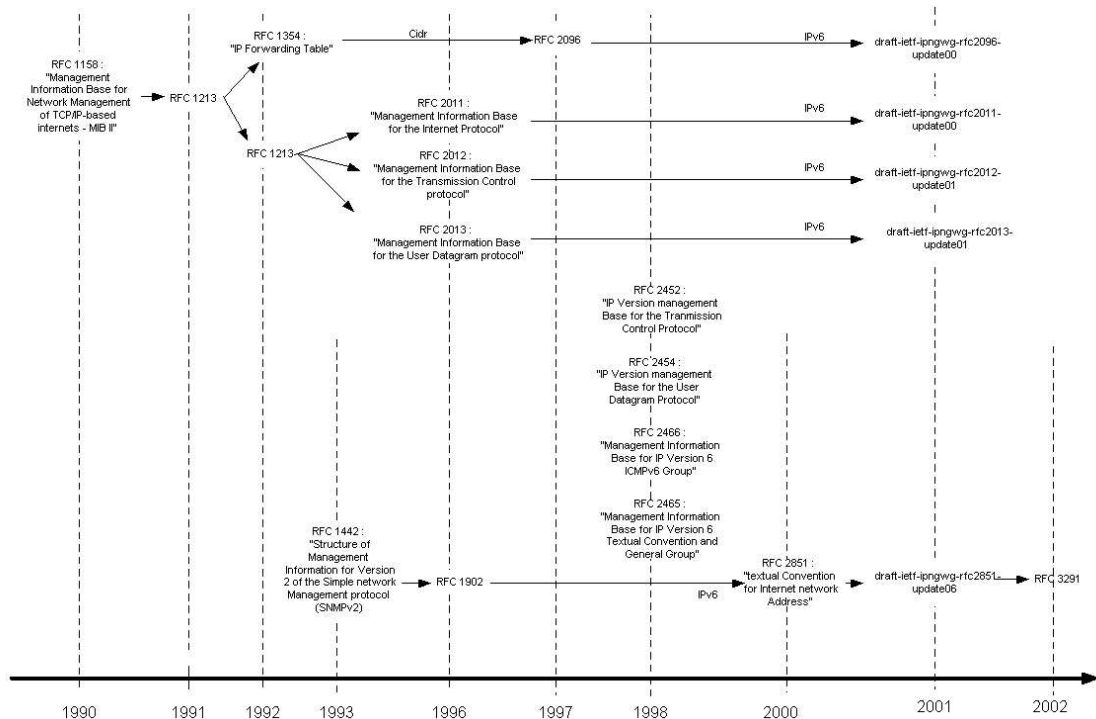 RFC 1354 :
"IP Forwarding Table"
Cidr
RFC 2096
IPv6
draft-ietf-ipngwg-rfc2096-
update00
RFC 1158 :
"Management
Information Base for
Network Management
of TCP/IP-based
internets - MIB II"
RFC 1213
RFC 2011 :
"Management Information Base
for the Internet Protocol"
IPv6
draft-ietf-ipngwg-rfc2011-
update00
RFC 1213
RFC 2012 :
"Management Information Base
for the Transmission Control
protocol"
IPv6
draft-ietf-ipngwg-rfc2012-
update01
RFC 2013 :
"Management Information Base
for the User Datagram protocol"
IPv6
draft-ietf-ipngwg-rfc2013-
update01
RFC 2452 :
"IP Version management
Base for the Tranmission
Control Protocol"
RFC 2454 :
"IP Version management
Base for the User
Datagram Protocol"
RFC 2466 :
"Management Information
Base for IP Version 6
ICMPv6 Group"
RFC 2465 :
"Management Information
Base for IP Version 6
Textual Convention and
General Group"
RFC 1442 :
"Structure of
Management
Information for Version
2 of the Simple network
Management protocol
(SNMPv2)
RFC 1902
IPv6
RFC 2851 :
"textual Convention
for Internet network
Address"
draft-ietf-ipngwg-rfc2851-
update06
RFC 3291
1990 1991 1992 1993 1996 1997 1998 2000 2001 2002